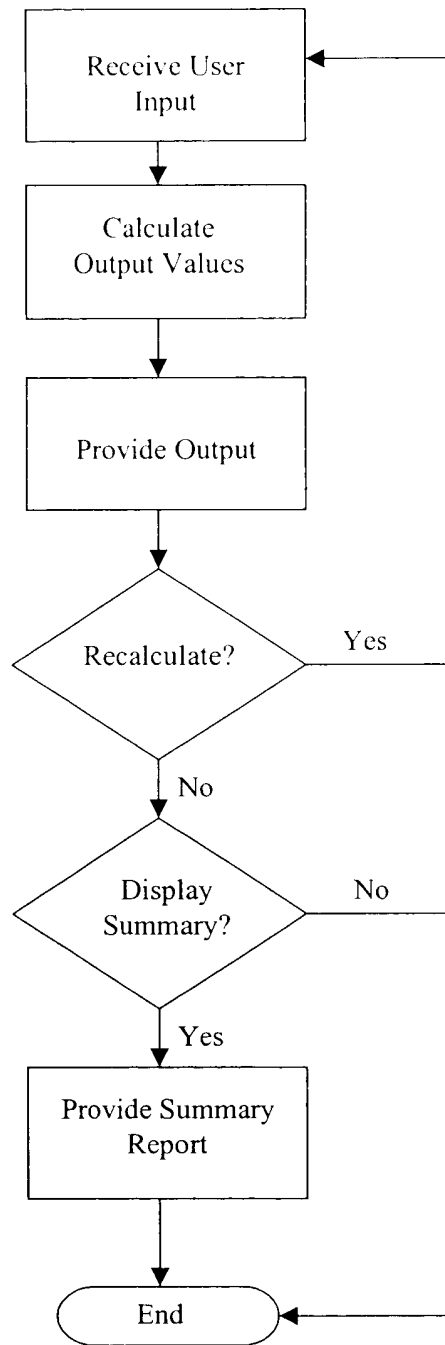 Receive User
Input
Calculate
Output Values
Provide Output
Recalculate?
Yes
No
Display
Summary?
No
Yes
Provide Summary
Report
End